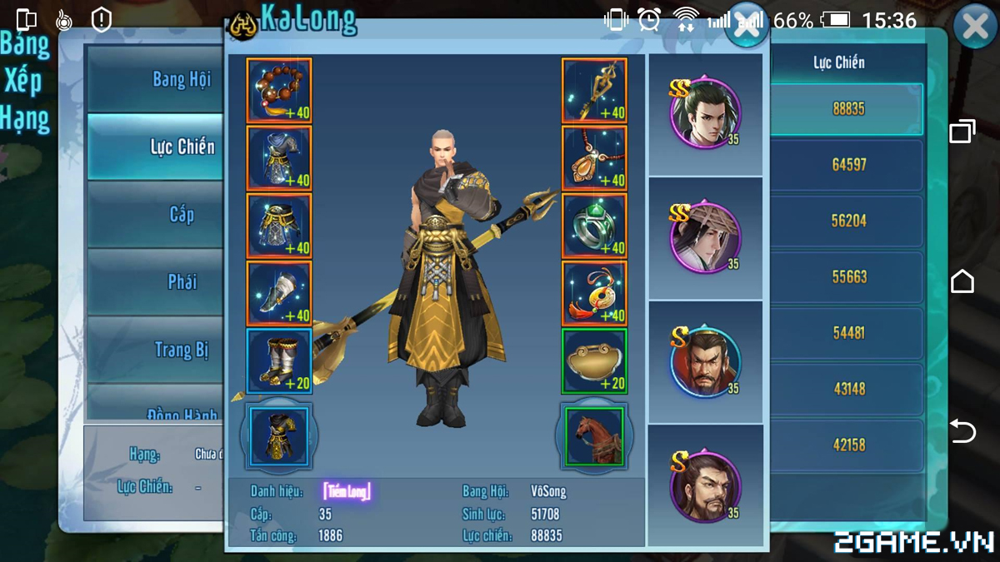 KaLong
66% 15:36
Bảng
Xếp
Hạng
Bang Hội
Lực Chiến
Cấp
Phái
Trang Bị
Đồng Hành
Hạng: Chưa
Lực Chiến: -
+40
+40
+40
+40
+20
+40
+40
+40
+40
+20
SS 35
SS 35
S 35
S 35
Lực Chiến
88835
64597
56204
55663
54481
43148
42158
Danh hiệu: [Tiềm Long]
Cấp: 35
Tấn công: 1886
Bang Hội: VôSong
Sinh lực: 51708
Lực chiến: 88835
2GAME.VN